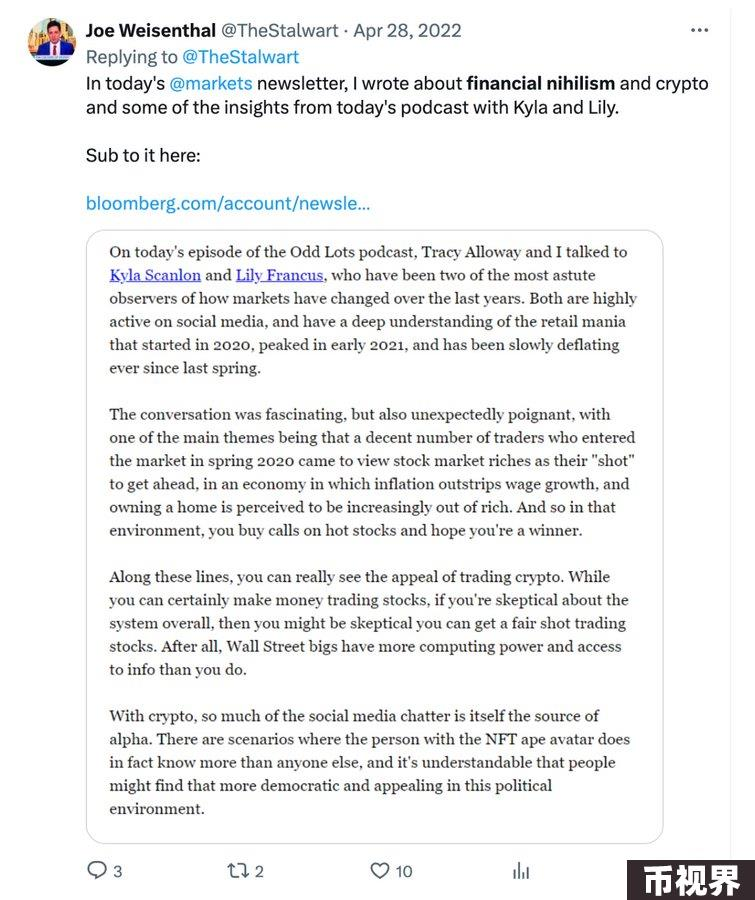 Joe Weisenthal @TheStalwart · Apr 28, 2022
Replying to @TheStalwart
In today's @markets newsletter, I wrote about financial nihilism and crypto
and some of the insights from today's podcast with Kyla and Lily.
Sub to it here:
bloomberg.com/account/newsle...
On today's episode of the Odd Lots podcast, Tracy Alloway and I talked to
Kyla Scanlon and Lily Francus, who have been two of the most astute
observers of how markets have changed over the last years. Both are highly
active on social media, and have a deep understanding of the retail mania
that started in 2020, peaked in early 2021, and has been slowly deflating
ever since last spring.
The conversation was fascinating, but also unexpectedly poignant, with
one of the main themes being that a decent number of traders who entered
the market in spring 2020 came to view stock market riches as their "shot"
to get ahead, in an economy in which inflation outstrips wage growth, and
owning a home is perceived to be increasingly out of rich. And so in that
environment, you buy calls on hot stocks and hope you're a winner.
Along these lines, you can really see the appeal of trading crypto. While
you can certainly make money trading stocks, if you're skeptical about the
system overall, then you might be skeptical you can get a fair shot trading
stocks. After all, Wall Street bigs have more computing power and access
to info than you do.
With crypto, so much of the social media chatter is itself the source of
alpha. There are scenarios where the person with the NFT ape avatar does
in fact know more than anyone else, and it's understandable that people
might find that more democratic and appealing in this political
environment.
3 2 10
币视界